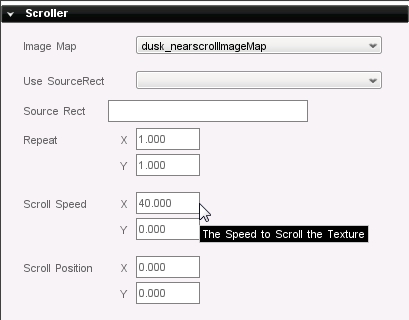 Scroller
Image Map dusk_nearscrollImageMap
Use SourceRect
Source Rect
Repeat X 1.000
Y 1.000
Scroll Speed X 40.000
Y 0.000
The Speed to Scroll the Texture
Scroll Position X 0.000
Y 0.000